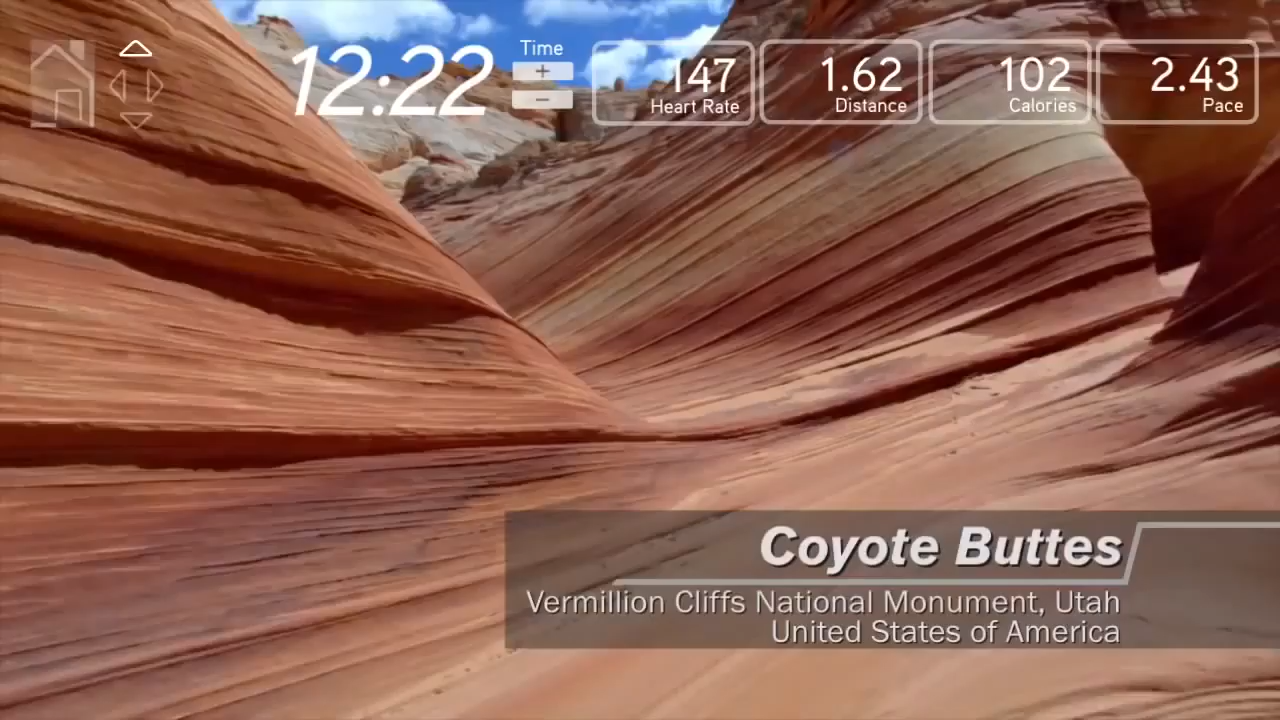 12:22
Time
+
−
147
Heart Rate
1.62
Distance
102
Calories
2.43
Pace
Coyote Buttes
Vermillion Cliffs National Monument, Utah
United States of America